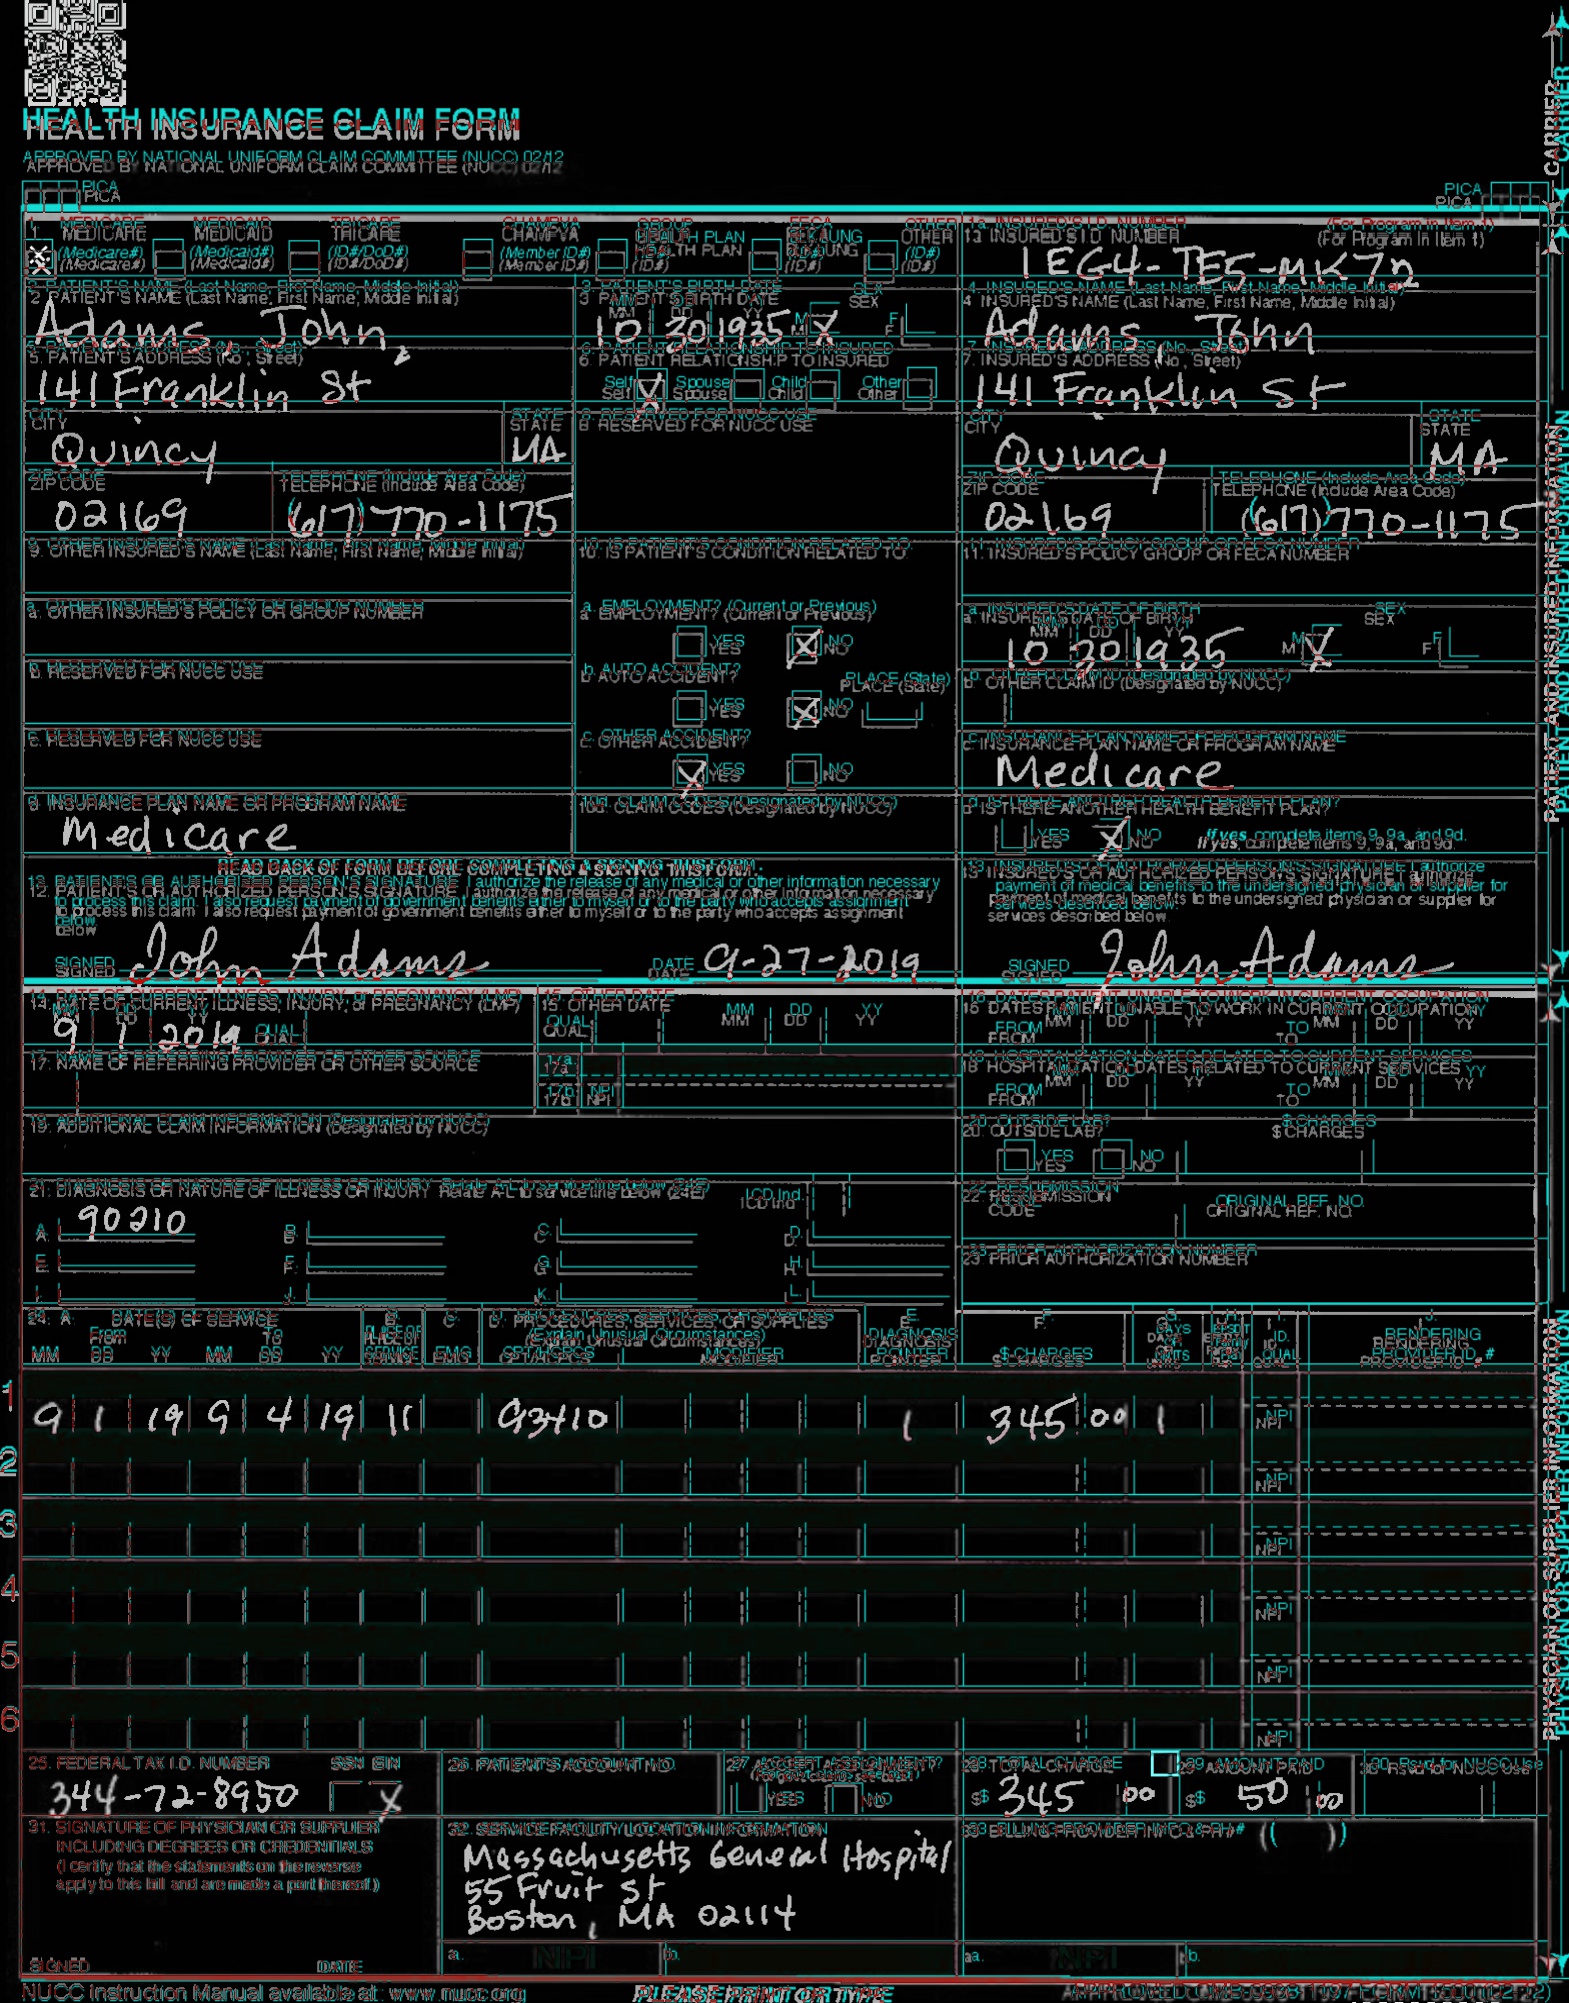 HEALTH INSURANCE CLAIM FORM
APPROVED BY NATIONAL UNIFORM CLAIM COMMITTEE (NUCC) 02/12
PICA
PICA
CARRIER
1. MEDICARE MEDICAID TRICARE CHAMPVA GROUP HEALTH PLAN FECA BLK LUNG OTHER
(Medicare#) (Medicaid#) (ID#/DoD#) (Member ID#) (ID#) (ID#) (ID#)
INSURED'S I.D. NUMBER (For Program in Item 1)
1EG4-TE5-MK72
2. PATIENT'S NAME (Last Name, First Name, Middle Initial)
Adams, John,
3. PATIENT'S BIRTH DATE SEX
MM DD YY
10 30 1935 M X F
4. INSURED'S NAME (Last Name, First Name, Middle Initial)
Adams, John
5. PATIENT'S ADDRESS (No., Street)
141 Franklin St
6. PATIENT RELATIONSHIP TO INSURED
Self X Spouse Child Other
7. INSURED'S ADDRESS (No., Street)
141 Franklin St
CITY STATE
Quincy MA
8. RESERVED FOR NUCC USE
CITY STATE
Quincy MA
ZIP CODE TELEPHONE (Include Area Code)
02169 (617) 770-1175
ZIP CODE TELEPHONE (Include Area Code)
02169 (617) 770-1175
9. OTHER INSURED'S NAME (Last Name, First Name, Middle Initial)
10. IS PATIENT'S CONDITION RELATED TO
11. INSURED'S POLICY GROUP OR FECA NUMBER
a. OTHER INSURED'S POLICY OR GROUP NUMBER
a. EMPLOYMENT? (Current or Previous)
YES X NO
a. INSURED'S DATE OF BIRTH SEX
MM DD YY
10 30 1935 M X F
b. RESERVED FOR NUCC USE
b. AUTO ACCIDENT? PLACE (State)
YES X NO
b. OTHER CLAIM ID (Designated by NUCC)
c. RESERVED FOR NUCC USE
c. OTHER ACCIDENT?
X YES NO
c. INSURANCE PLAN NAME OR PROGRAM NAME
Medicare
d. INSURANCE PLAN NAME OR PROGRAM NAME
Medicare
10d. CLAIM CODES (Designated by NUCC)
d. IS THERE ANOTHER HEALTH BENEFIT PLAN?
YES X NO If yes, complete items 9, 9a, and 9d.
READ BACK OF FORM BEFORE COMPLETING & SIGNING THIS FORM.
12. PATIENT'S OR AUTHORIZED PERSON'S SIGNATURE I authorize the release of any medical or other information necessary
to process this claim. I also request payment of government benefits either to myself or to the party who accepts assignment
below.
SIGNED John Adams DATE 9-27-2019
13. INSURED'S OR AUTHORIZED PERSON'S SIGNATURE I authorize
payment of medical benefits to the undersigned physician or supplier for
services described below.
SIGNED John Adams
PATIENT AND INSURED INFORMATION
14. DATE OF CURRENT ILLNESS, INJURY, or PREGNANCY (LMP)
MM DD YY
9 1 2019 QUAL.
15. OTHER DATE
QUAL. MM DD YY
16. DATES PATIENT UNABLE TO WORK IN CURRENT OCCUPATION
FROM MM DD YY TO MM DD YY
17. NAME OF REFERRING PROVIDER OR OTHER SOURCE
17a.
17b. NPI
18. HOSPITALIZATION DATES RELATED TO CURRENT SERVICES
FROM MM DD YY TO MM DD YY
19. ADDITIONAL CLAIM INFORMATION (Designated by NUCC)
20. OUTSIDE LAB? $ CHARGES
YES NO
21. DIAGNOSIS OR NATURE OF ILLNESS OR INJURY Relate A-L to service line below (24E) ICD Ind.
A. 90210 B. C. D.
E. F. G. H.
I. J. K. L.
22. RESUBMISSION CODE ORIGINAL REF. NO.
23. PRIOR AUTHORIZATION NUMBER
24. A. DATE(S) OF SERVICE B. C. D. PROCEDURES, SERVICES, OR SUPPLIES E. F. G. H. I. J.
From To PLACE OF SERVICE EMG (Explain Unusual Circumstances) DIAGNOSIS POINTER $ CHARGES DAYS ID. QUAL. RENDERING PROVIDER ID. #
MM DD YY MM DD YY CPT/HCPCS MODIFIER
1 9 1 19 9 4 19 11 93410 1 345 00 1 NPI
2 NPI
3 NPI
4 NPI
5 NPI
6 NPI
PHYSICIAN OR SUPPLIER INFORMATION
25. FEDERAL TAX I.D. NUMBER SSN EIN
344-72-8950 X
26. PATIENT'S ACCOUNT NO.
27. ACCEPT ASSIGNMENT?
YES NO
28. TOTAL CHARGE
$ 345 00
29. AMOUNT PAID
$ 50 00
30. Rsvd for NUCC Use
31. SIGNATURE OF PHYSICIAN OR SUPPLIER
INCLUDING DEGREES OR CREDENTIALS
(I certify that the statements on the reverse
apply to this bill and are made a part thereof.)
SIGNED DATE
32. SERVICE FACILITY LOCATION INFORMATION
Massachusetts General Hospital
55 Fruit St
Boston, MA 02114
a. NPI b.
33. BILLING PROVIDER INFO & PH # ( )
a. NPI b.
NUCC Instruction Manual available at: www.nucc.org
PLEASE PRINT OR TYPE